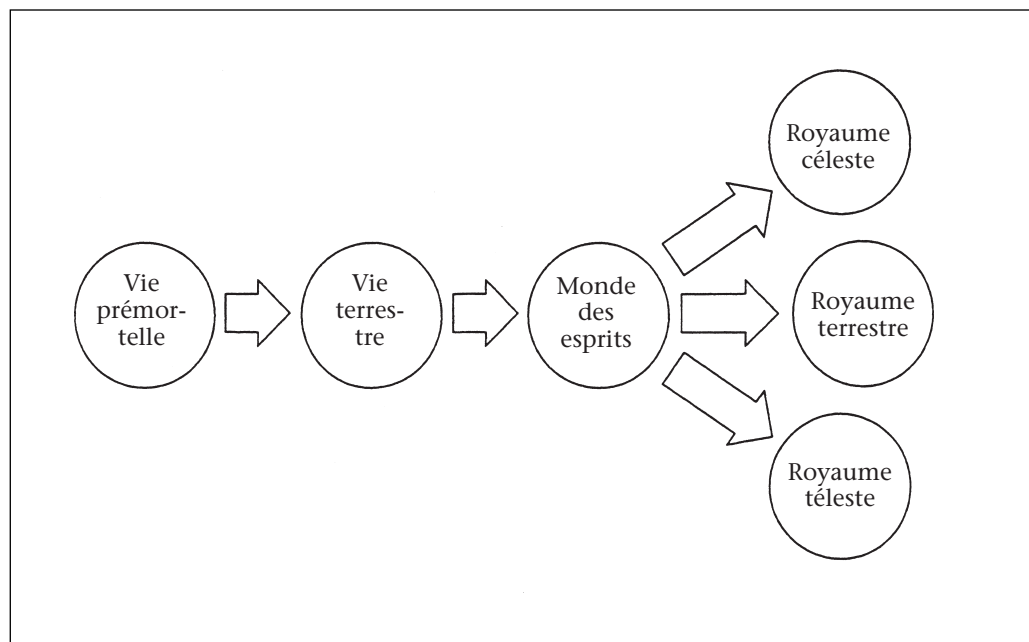 Vie
prémor-
telle
Vie
terres-
tre
Monde
des
esprits
Royaume
céleste
Royaume
terrestre
Royaume
téleste